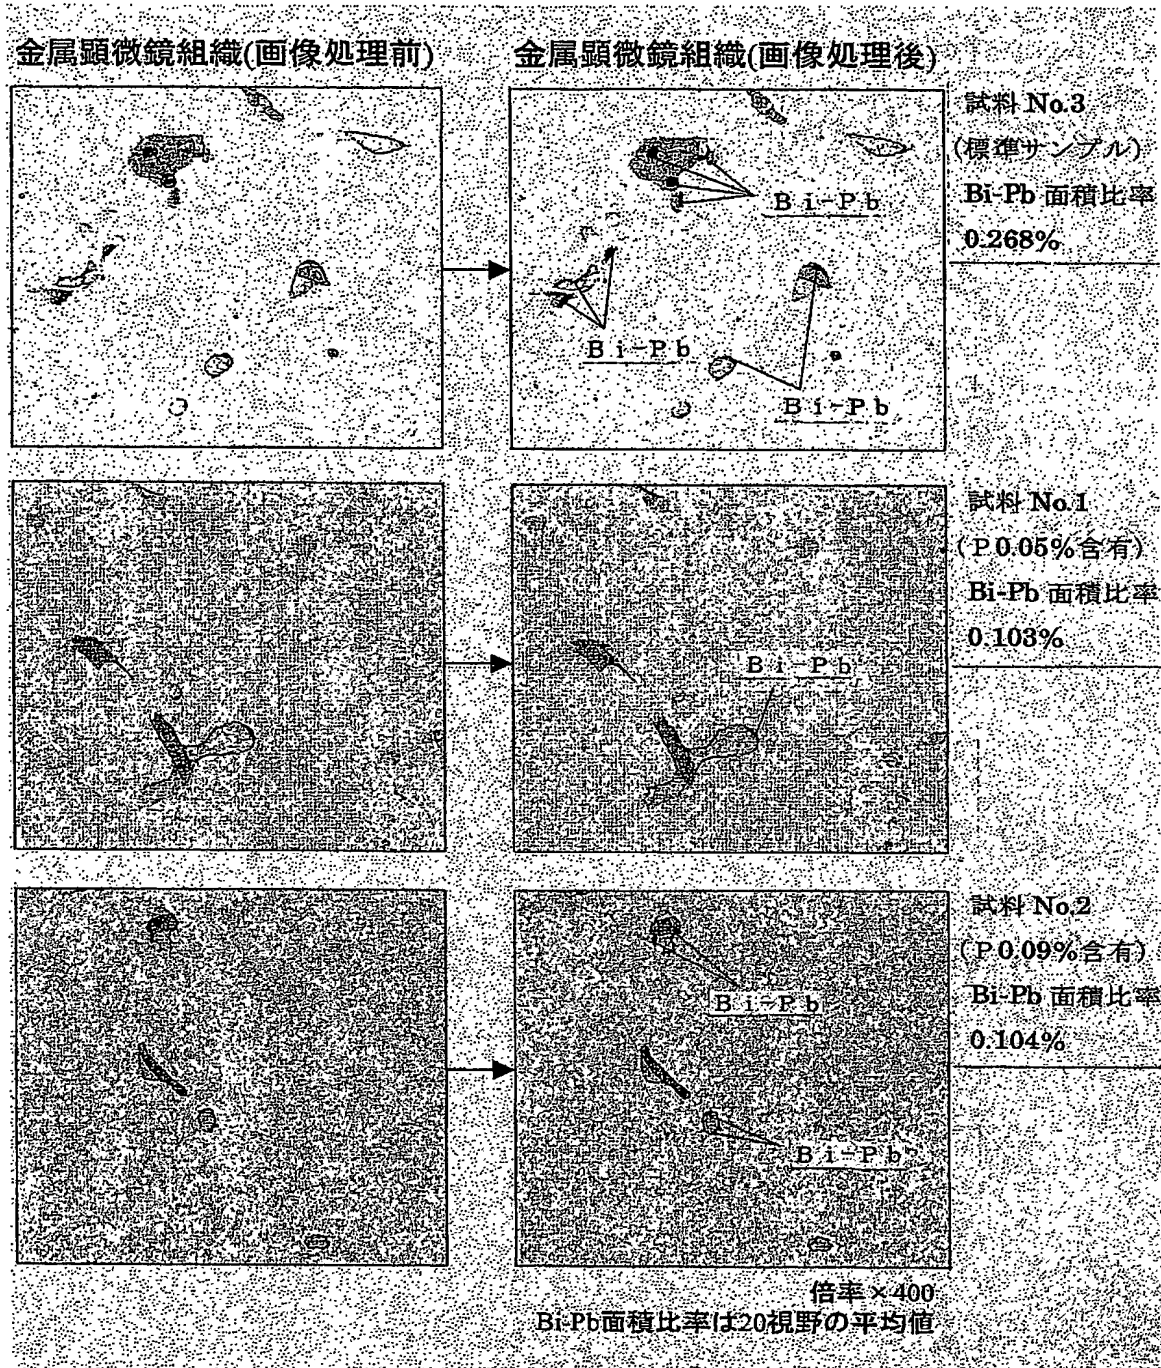 金属顕微鏡組織(画像処理前)
金属顕微鏡組織(画像処理後)
試料 No.3
(標準サンプル)
Bi-Pb 面積比率
0.268%
Bi-Pb
Bi-Pb
Bi-Pb
試料 No.1
(P 0.05%含有)
Bi-Pb 面積比率
0.103%
Bi-Pb
試料 No.2
(P 0.09%含有)
Bi-Pb 面積比率
0.104%
Bi-Pb
Bi-Pb
倍率×400
Bi-Pb面積比率は20視野の平均値